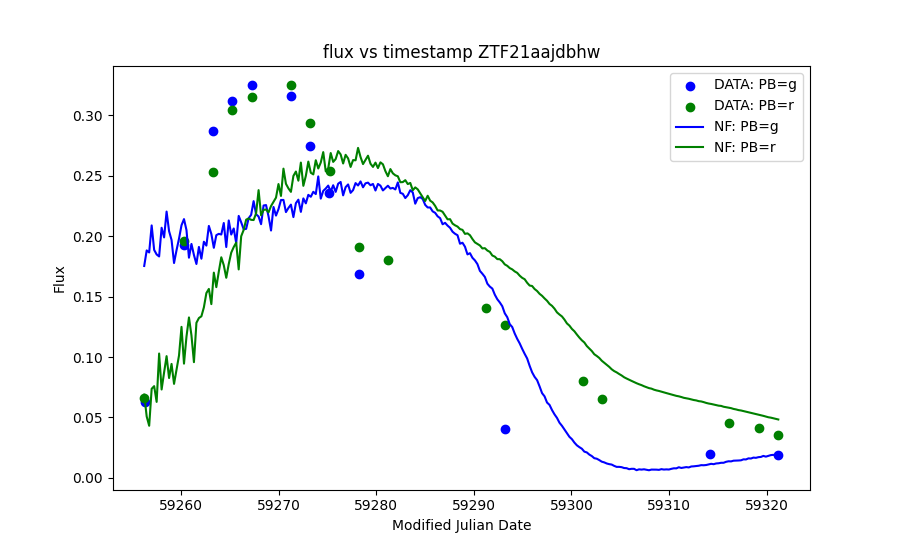 flux vs timestamp ZTF21aajdbhw
DATA: PB=g
DATA: PB=r
NF: PB=g
NF: PB=r
0.30
0.25
0.20
0.15
0.10
0.05
0.00
Flux
59260 59270 59280 59290 59300 59310 59320
Modified Julian Date